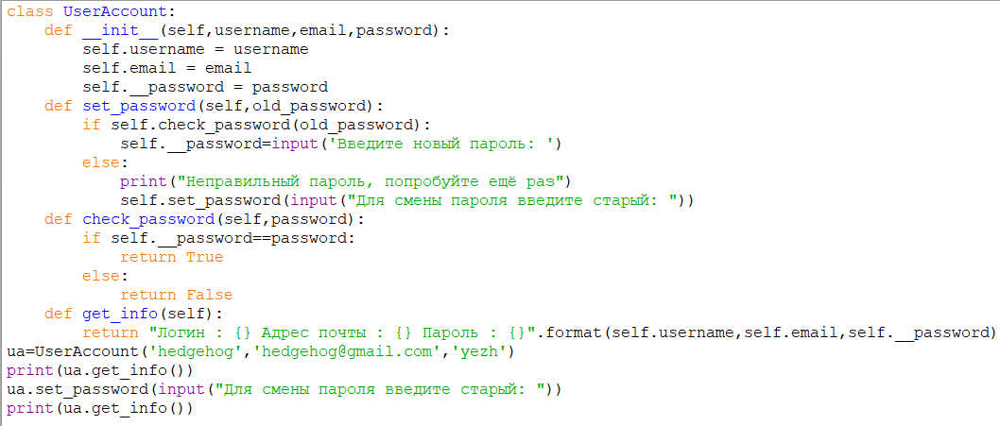 class UserAccount:
    def __init__(self,username,email,password):
        self.username = username
        self.email = email
        self.__password = password
    def set_password(self,old_password):
        if self.check_password(old_password):
            self.__password=input('Введите новый пароль: ')
        else:
            print("Неправильный пароль, попробуйте ещё раз")
            self.set_password(input("Для смены пароля введите старый: "))
    def check_password(self,password):
        if self.__password==password:
            return True
        else:
            return False
    def get_info(self):
        return "Логин : {} Адрес почты : {} Пароль : {}".format(self.username,self.email,self.__password)
ua=UserAccount('hedgehog','hedgehog@gmail.com','yezh')
print(ua.get_info())
ua.set_password(input("Для смены пароля введите старый: "))
print(ua.get_info())